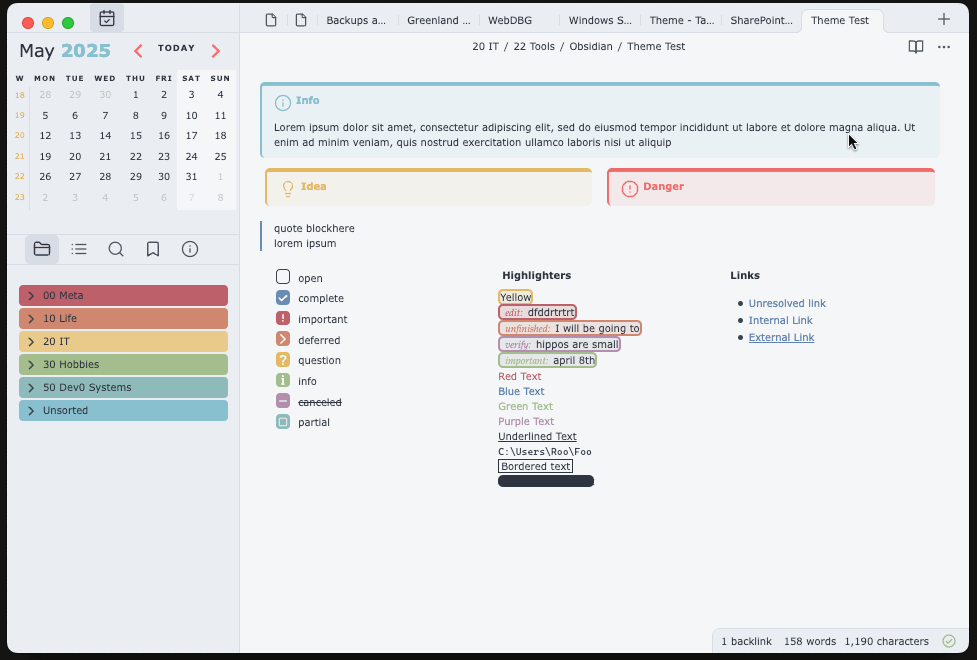 Backups a...
Greenland ...
WebDBG
Windows S...
Theme - Ta...
SharePoint...
Theme Test
May 2025
TODAY
W MON TUE WED THU FRI SAT SUN
18 28 29 30 1 2 3 4
19 5 6 7 8 9 10 11
20 12 13 14 15 16 17 18
21 19 20 21 22 23 24 25
22 26 27 28 29 30 31 1
23 2 3 4 5 6 7 8
00 Meta
10 Life
20 IT
30 Hobbies
50 Dev0 Systems
Unsorted
20 IT / 22 Tools / Obsidian / Theme Test
Info
Lorem ipsum dolor sit amet, consectetur adipiscing elit, sed do eiusmod tempor incididunt ut labore et dolore magna aliqua. Ut
enim ad minim veniam, quis nostrud exercitation ullamco laboris nisi ut aliquip
Idea
Danger
quote blockhere
lorem ipsum
open
complete
important
deferred
question
info
canceled
partial
Highlighters
Yellow
edit: dfddrtrtrt
unfinished: I will be going to
verify: hippos are small
important: april 8th
Red Text
Blue Text
Green Text
Purple Text
Underlined Text
C:\Users\Roo\Foo
Bordered text
Links
Unresolved link
Internal Link
External Link
1 backlink 158 words 1,190 characters